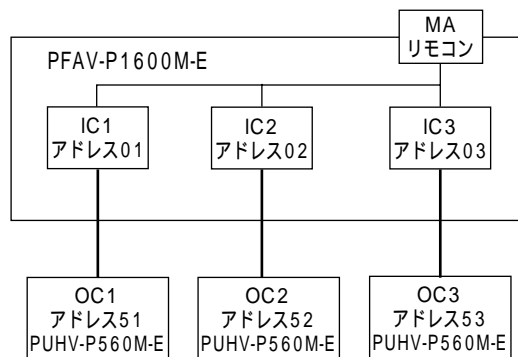 MA
リモコン
PFAV-P1600M-E
IC1
アドレス01
IC2
アドレス02
IC3
アドレス03
OC1
アドレス51
PUHV-P560M-E
OC2
アドレス52
PUHV-P560M-E
OC3
アドレス53
PUHV-P560M-E